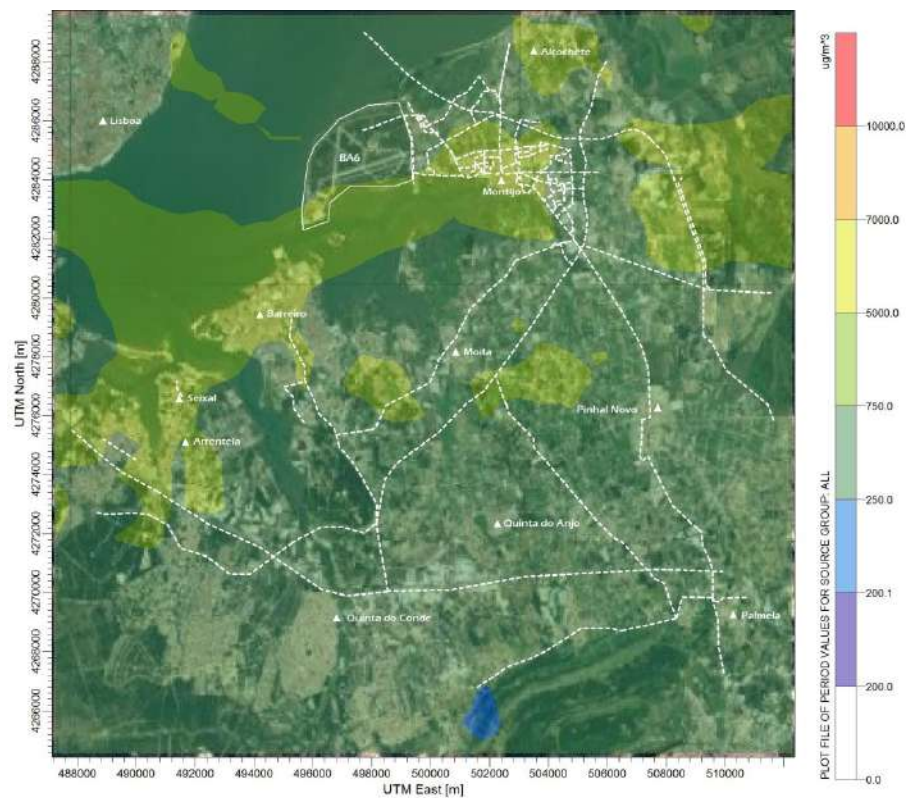 Alcochete
Lisboa
BA6
Montijo
Barreiro
Moita
Seixal
Pinhal Novo
Arrentela
Quinta do Anjo
Quinta do Conde
Palmela
UTM North [m]
4288000
4286000
4284000
4282000
4280000
4278000
4276000
4274000
4272000
4270000
4268000
4266000
488000 490000 492000 494000 496000 498000 500000 502000 504000 506000 508000 510000
UTM East [m]
PLOT FILE OF PERIOD VALUES FOR SOURCE GROUP: ALL
ug/m^3
10000.0
7000.0
5000.0
750.0
250.0
200.1
200.0
0.0